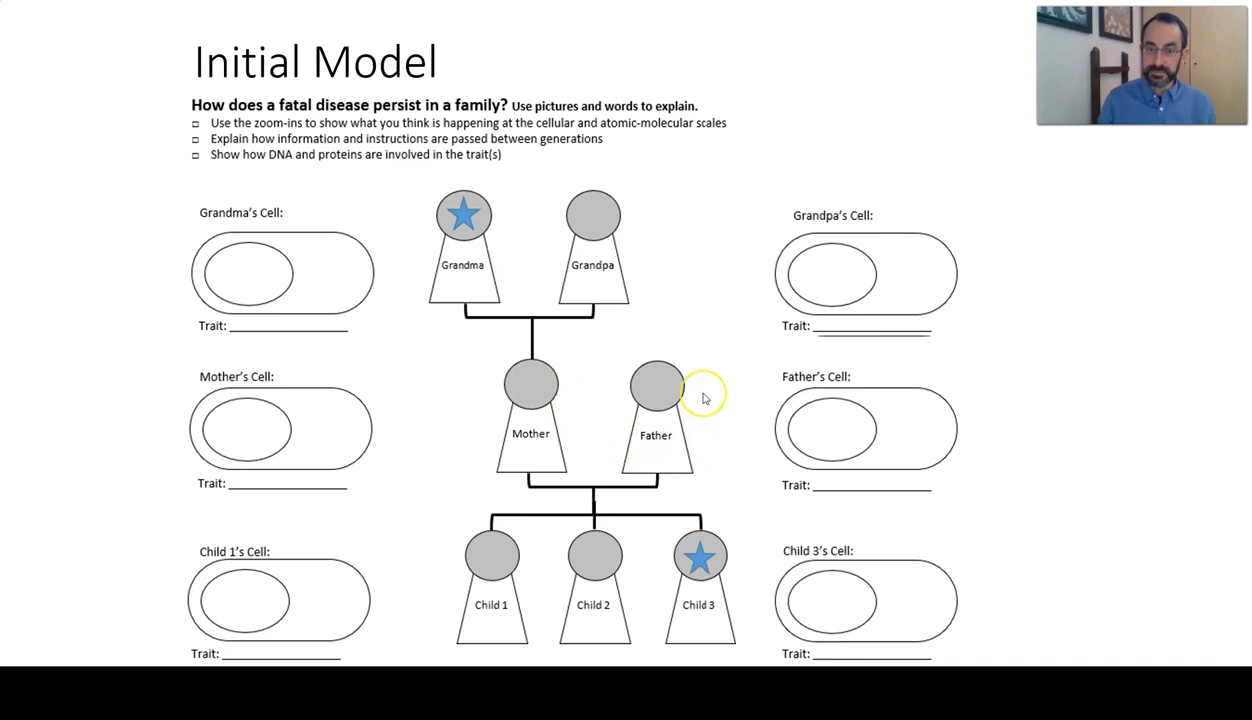 Initial Model
How does a fatal disease persist in a family? Use pictures and words to explain.
Use the zoom-ins to show what you think is happening at the cellular and atomic-molecular scales
Explain how information and instructions are passed between generations
Show how DNA and proteins are involved in the trait(s)
Grandma's Cell:
Grandpa's Cell:
Grandma
Grandpa
Trait:
Trait:
Mother's Cell:
Father's Cell:
Mother
Father
Trait:
Trait:
Child 1's Cell:
Child 3's Cell:
Child 1
Child 2
Child 3
Trait:
Trait: